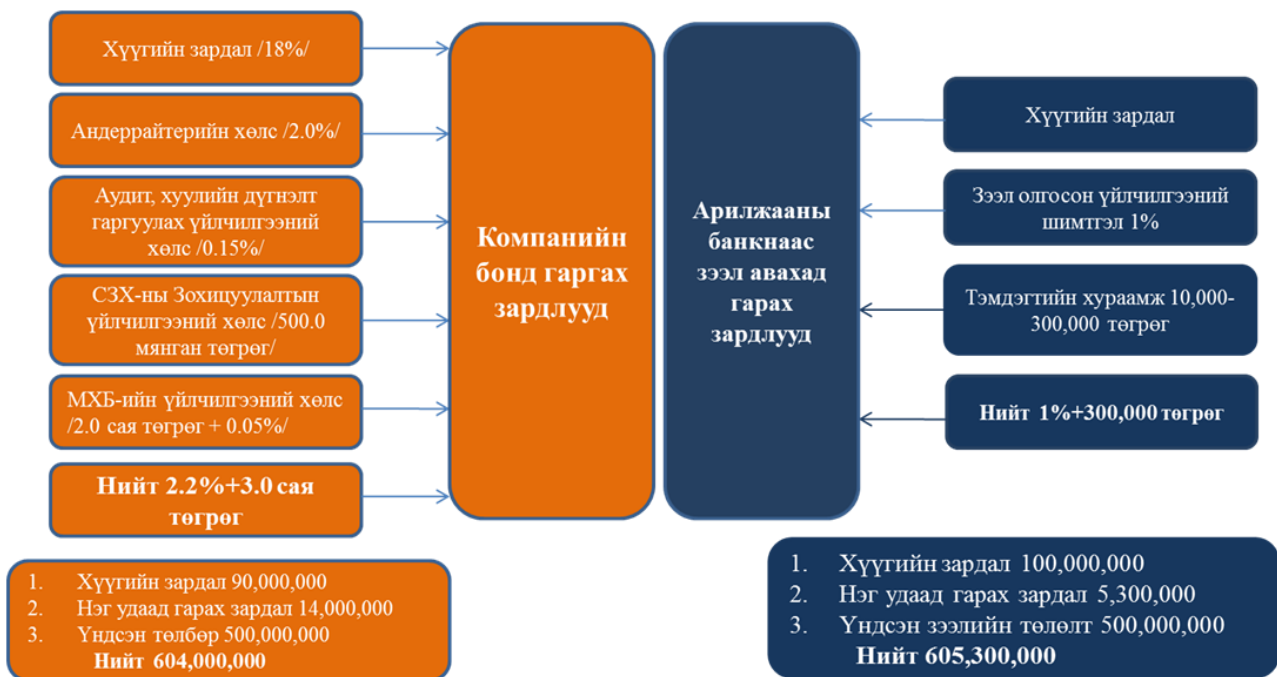 Хүүгийн зардал /18%/
Андеррайтерийн хөлс /2.0%/
Аудит, хуулийн дүгнэлт
гаргуулах үйлчилгээний
хөлс /0.15%/
СЗХ-ны Зохицуулалтын
үйлчилгээний хөлс /500.0
мянган төгрөг/
МХБ-ийн үйлчилгээний хөлс
/2.0 сая төгрөг + 0.05%/
Нийт 2.2%+3.0 сая
төгрөг
Компанийн
бонд гаргах
зардлууд
Арилжааны
банкнаас
зээл авахад
гарах
зардлууд
Хүүгийн зардал
Зээл олгосон үйлчилгээний
шимтгэл 1%
Тэмдэгтийн хураамж 10,000-
300,000 төгрөг
Нийт 1%+300,000 төгрөг
1. Хүүгийн зардал 90,000,000
2. Нэг удаад гарах зардал 14,000,000
3. Үндсэн төлбөр 500,000,000
Нийт 604,000,000
1. Хүүгийн зардал 100,000,000
2. Нэг удаад гарах зардал 5,300,000
3. Үндсэн зээлийн төлөлт 500,000,000
Нийт 605,300,000